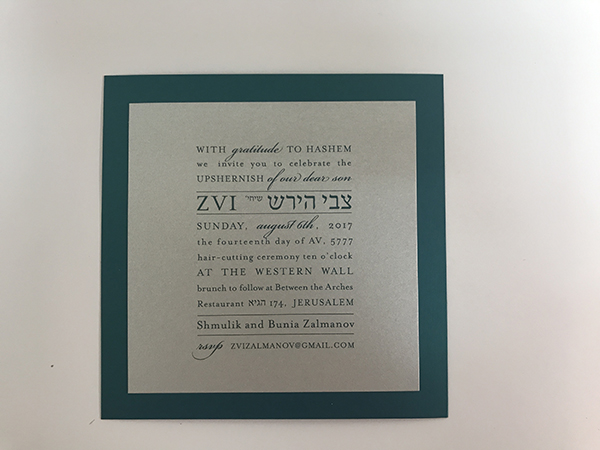 WITH gratitude TO HASHEM
we invite you to celebrate the
UPSHERNISH of our dear son
ZVI צבי הירש שיחי'
SUNDAY, august 6th, 2017
the fourteenth day of AV, 5777
hair-cutting ceremony ten o'clock
AT THE WESTERN WALL
brunch to follow at Between the Arches
Restaurant הגיא 174, JERUSALEM
Shmulik and Bunia Zalmanov
rsvp ZVIZALMANOV@GMAIL.COM